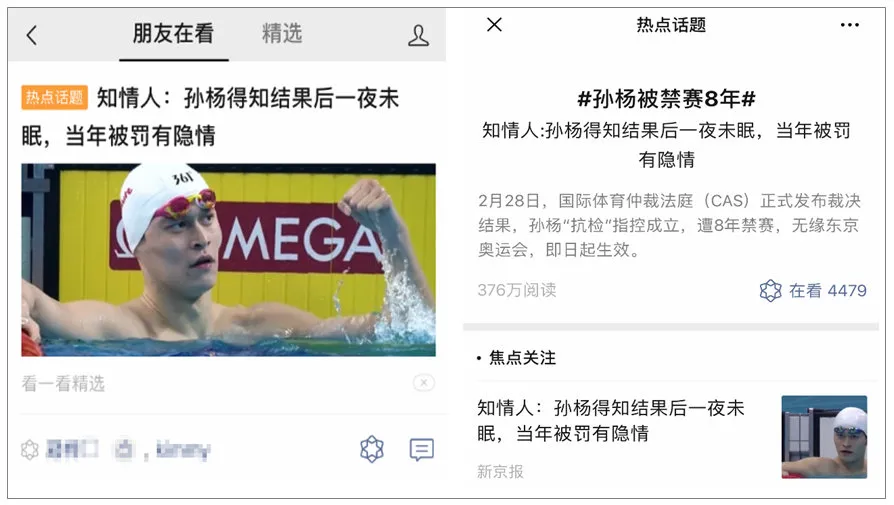 朋友在看 精选
热点话题 知情人：孙杨得知结果后一夜未
眠，当年被罚有隐情
361°
OMEGA
看一看精选
热点话题
#孙杨被禁赛8年#
知情人:孙杨得知结果后一夜未眠，当年被罚
有隐情
2月28日，国际体育仲裁法庭（CAS）正式发布裁决
结果，孙杨“抗检“指控成立，遭8年禁赛，无缘东京
奥运会，即日起生效。
376万阅读 在看 4479
· 焦点关注
知情人：孙杨得知结果后一夜未
眠，当年被罚有隐情
新京报